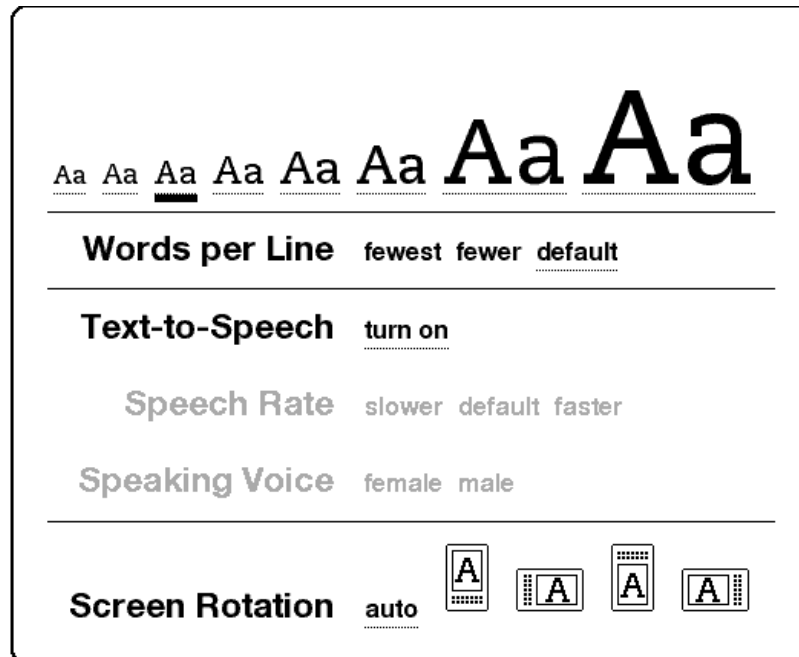 Aa Aa Aa Aa Aa Aa Aa Aa
Words per Line fewest fewer default
Text-to-Speech turn on
Speech Rate slower default faster
Speaking Voice female male
Screen Rotation auto A A A A